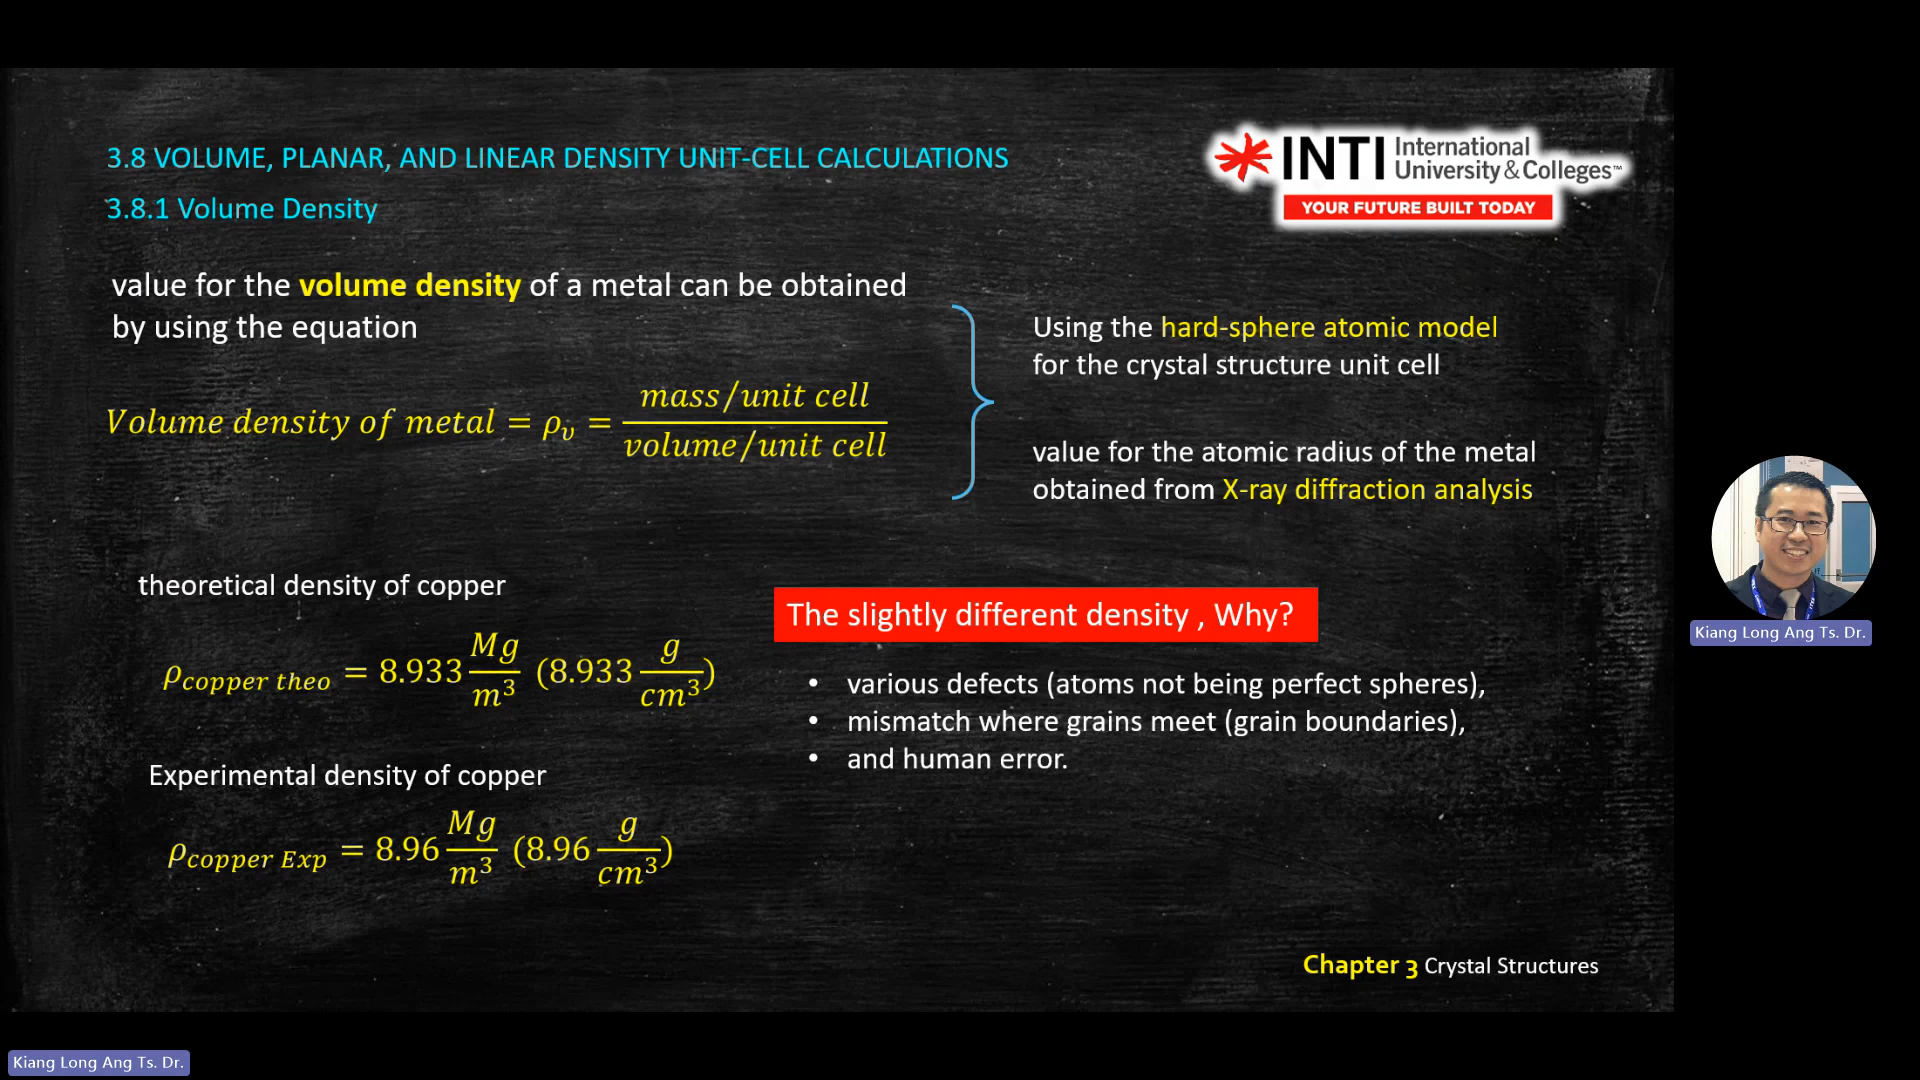 3.8 VOLUME, PLANAR, AND LINEAR DENSITY UNIT-CELL CALCULATIONS
3.8.1 Volume Density
INTI International University & Colleges™
YOUR FUTURE BUILT TODAY
value for the volume density of a metal can be obtained
by using the equation
Volume density of metal = ρ_v = mass/unit cell / volume/unit cell
Using the hard-sphere atomic model
for the crystal structure unit cell
value for the atomic radius of the metal
obtained from X-ray diffraction analysis
theoretical density of copper
ρ_copper theo = 8.933 Mg/m³ (8.933 g/cm³)
Experimental density of copper
ρ_copper Exp = 8.96 Mg/m³ (8.96 g/cm³)
The slightly different density , Why?
• various defects (atoms not being perfect spheres),
• mismatch where grains meet (grain boundaries),
• and human error.
Chapter 3 Crystal Structures
Kiang Long Ang Ts. Dr.
Kiang Long Ang Ts. Dr.